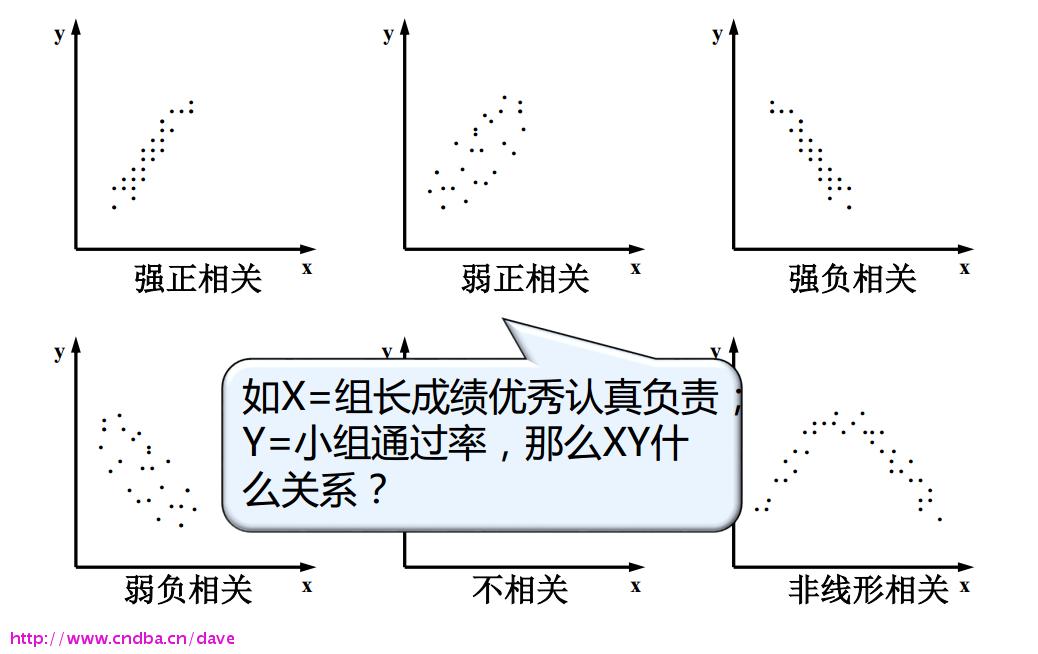 y
y
y
强正相关
x
弱正相关
x
强负相关
x
y
y
y
如X=组长成绩优秀认真负责；
Y=小组通过率，那么XY什
么关系？
弱负相关
x
不相关
x
非线形相关
x
http://www.cndba.cn/dave